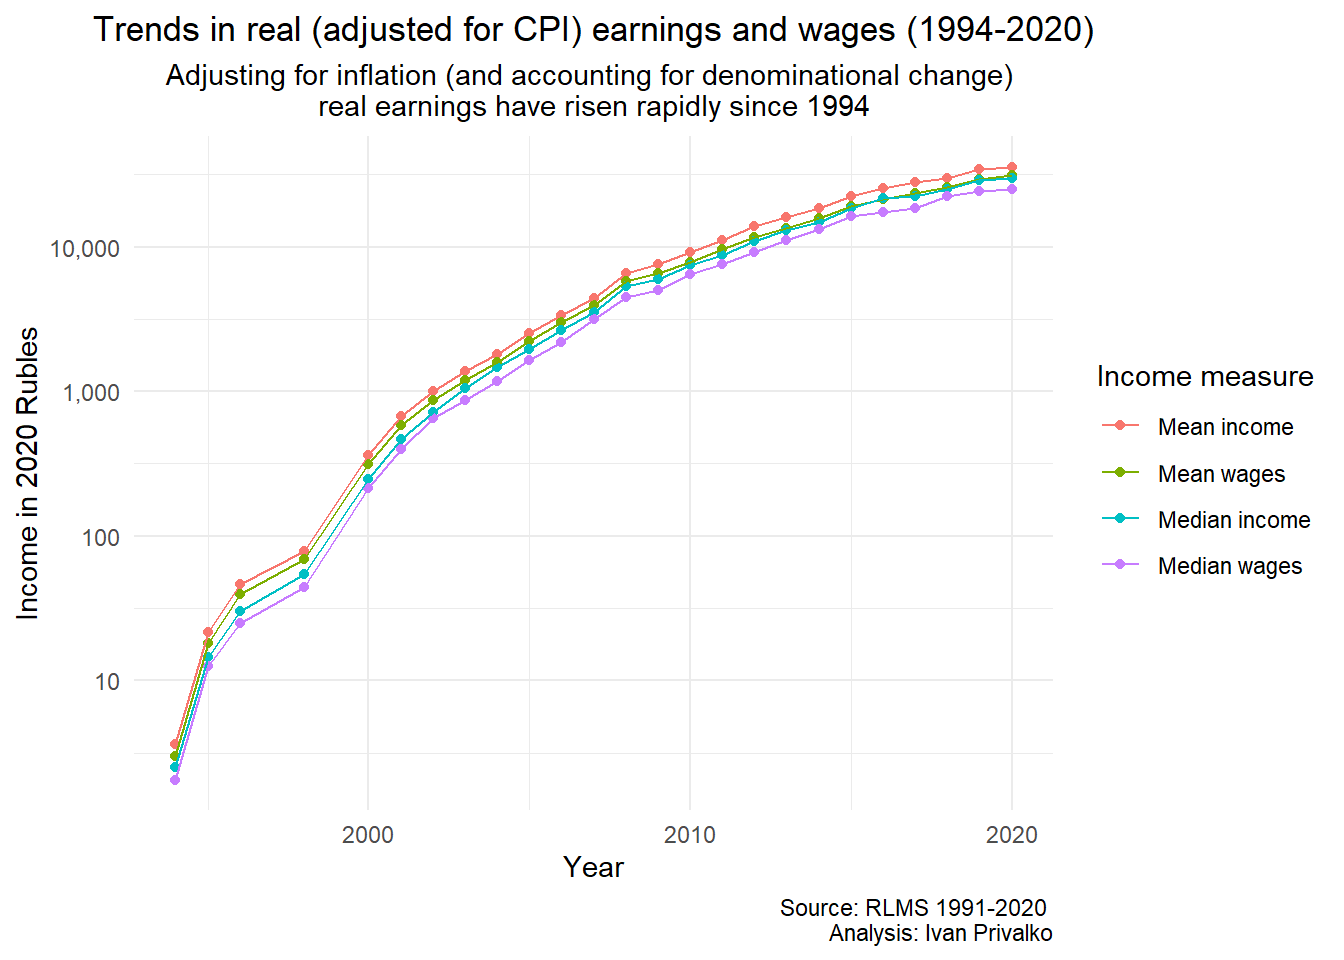 Trends in real (adjusted for CPI) earnings and wages (1994-2020)
Adjusting for inflation (and accounting for denominational change)
real earnings have risen rapidly since 1994
Income in 2020 Rubles
10,000
1,000
100
10
2000
2010
2020
Year
Income measure
Mean income
Mean wages
Median income
Median wages
Source: RLMS 1991-2020
Analysis: Ivan Privalko